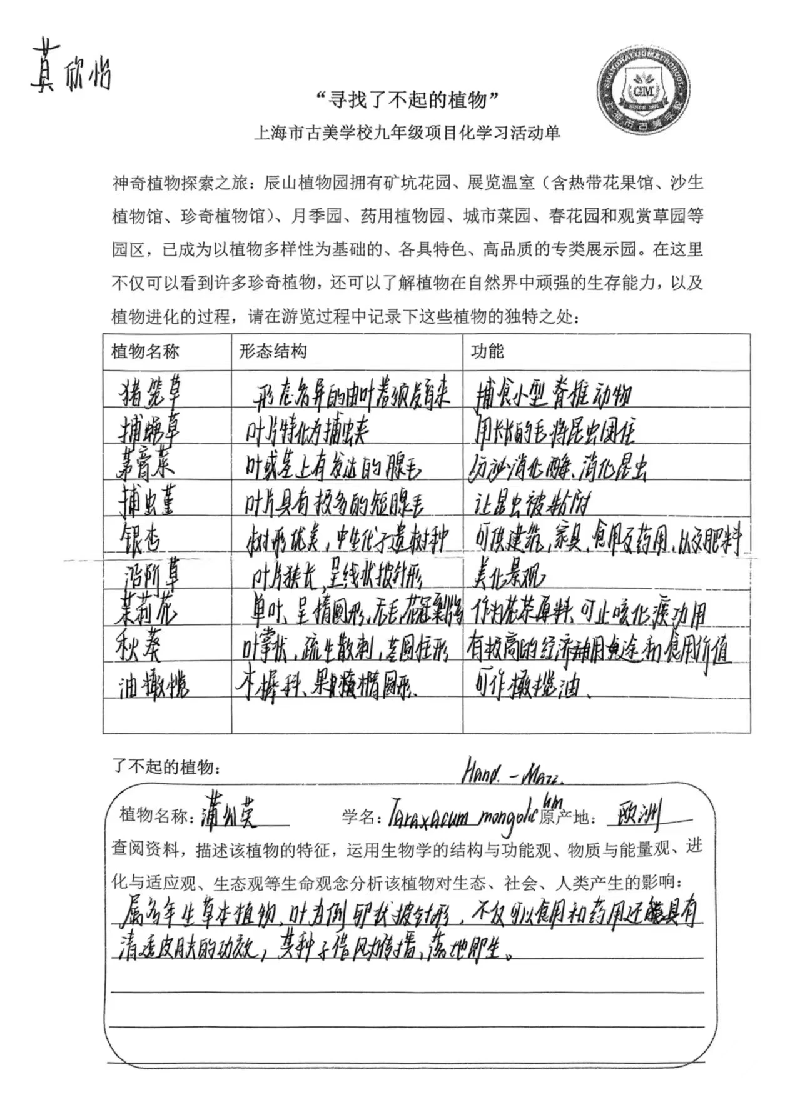 莫欣怡
“寻找了不起的植物”
上海市古美学校九年级项目化学习活动单
GM
神奇植物探索之旅：辰山植物园拥有矿坑花园、展览温室（含热带花果馆、沙生
植物馆、珍奇植物馆）、月季园、药用植物园、城市菜园、春花园和观赏草园等
园区，已成为以植物多样性为基础的、各具特色、高品质的专类展示园。在这里
不仅可以看到许多珍奇植物，还可以了解植物在自然界中顽强的生存能力，以及
植物进化的过程，请在游览过程中记录下这些植物的独特之处：
植物名称 形态结构 功能
猪笼草 形态各异的由叶卷须发育来 捕食小型脊椎动物
捕蝇草 叶片特化为捕虫夹 用长的毛将昆虫困住
茅膏菜 叶或茎上有发达的腺毛 分泌消化酶、消化昆虫
捕虫堇 叶片具有极多的短腺毛 让昆虫被粘附
银杏 树形优美，中生代孑遗树种 可供建筑，家具，食用及药用，以及肥料
沿阶草 叶片狭长，呈线状披针形 美化景观
茉莉花 单叶、呈椭圆形，无毛，花冠裂 作为花茶原料、可止咳化痰功用
秋葵 叶掌状，疏生散刺，茎圆柱形 有极高的经济用途和食用价值
油橄榄 木樨科、果椭圆形、 可作橄榄油、
了不起的植物：
植物名称：蒲公英 学名：Taraxacum mongolicum Hand.-Mazz. 原产地：欧洲
查阅资料，描述该植物的特征，运用生物学的结构与功能观、物质与能量观、进
化与适应观、生态观等生命观念分析该植物对生态、社会、人类产生的影响：
属多年生草本植物，叶为倒卵状披针形，不仅可以食用和药用还具有
清透皮肤的功效，其种子借风力传播，落地即生。